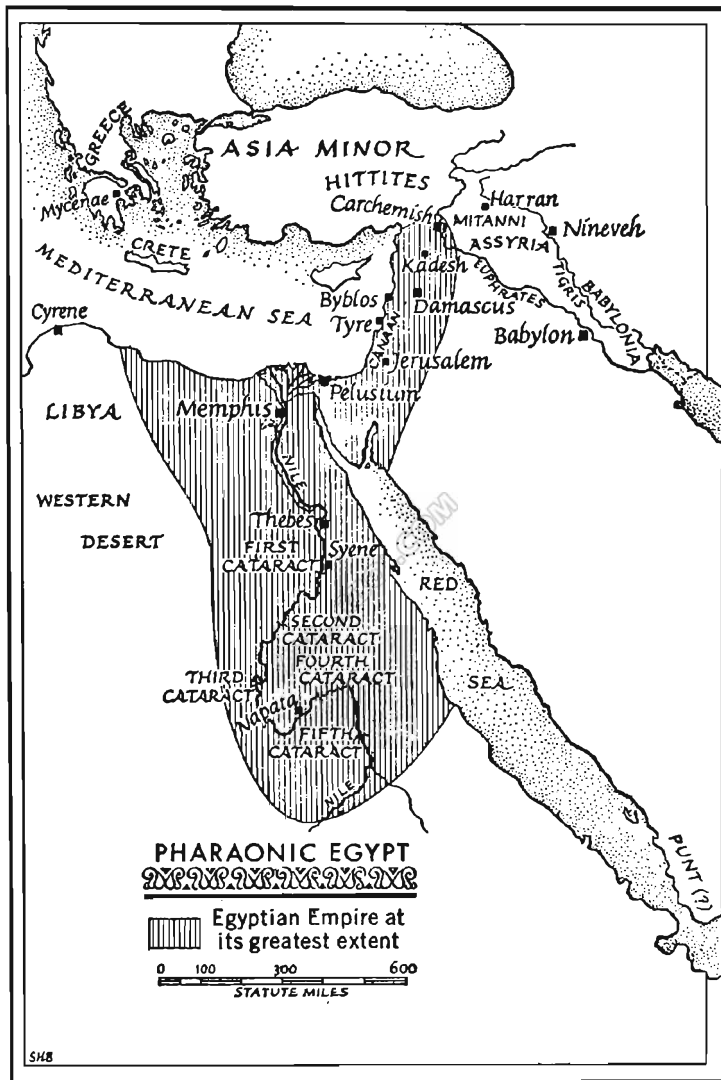 GREECE
ASIA MINOR
HITTITES
Mycenae
Carchemish
Harran
MITANNI
ASSYRIA
Nineveh
CRETE
MEDITERRANEAN SEA
Kadesh
EUPHRATES
TIGRIS
BABYLONIA
Cyrene
Byblos
Damascus
Tyre
CANAAN
Babylon
Jerusalem
Pelusium
LIBYA
Memphis
NILE
WESTERN
DESERT
Thebes
FIRST
CATARACT
Syene
.COM
RED
SEA
SECOND
CATARACT
FOURTH
CATARACT
THIRD
CATARACT
Napata
FIFTH
CATARACT
NILE
PUNT (?)
PHARAONIC EGYPT
Egyptian Empire at
its greatest extent
0 100 300 600
STATUTE MILES
SHB